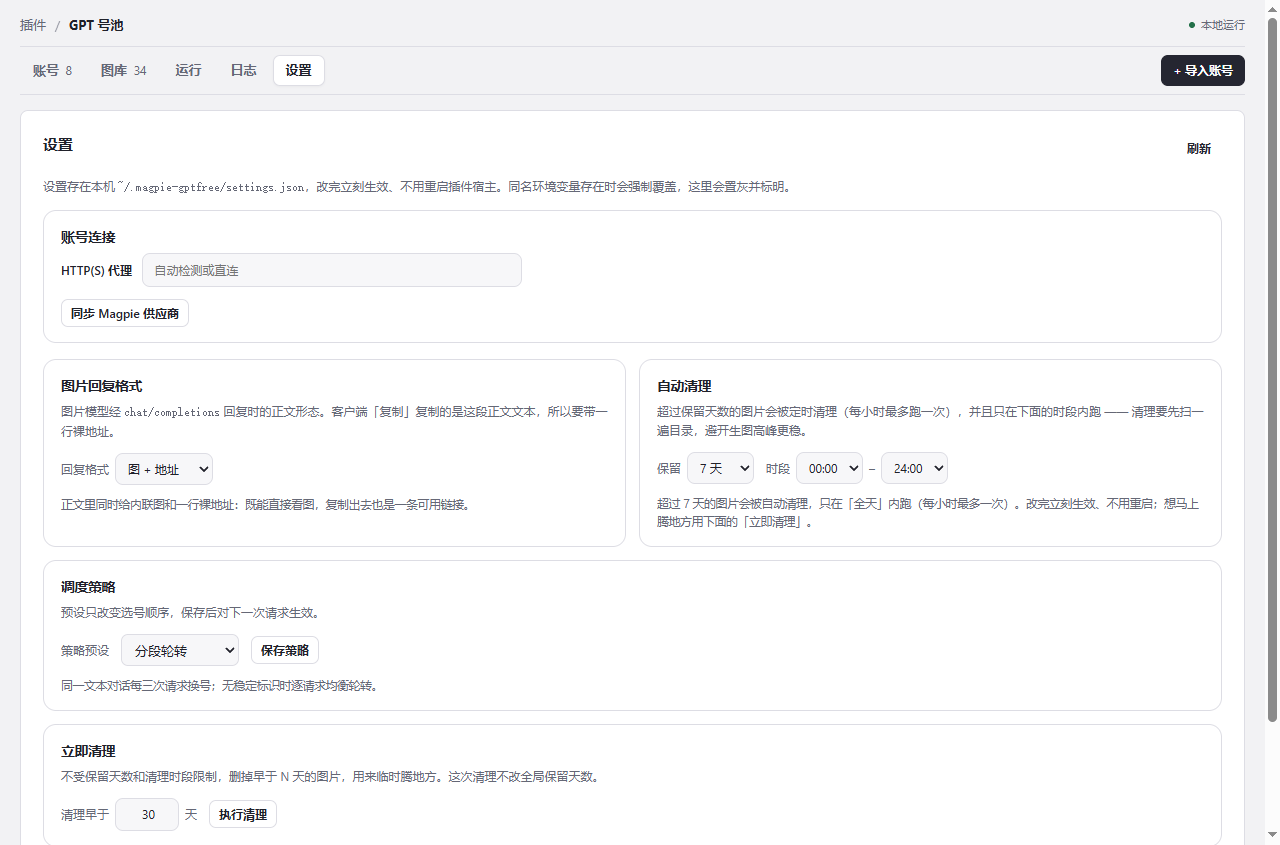 插件 / GPT 号池
本地运行
账号 8 图库 34 运行 日志 设置
+ 导入账号
设置
刷新
设置存在本机 ~/.magpie-gptfree/settings.json，改完立刻生效、不用重启插件宿主。同名环境变量存在时会强制覆盖，这里会置灰并标明。
账号连接
HTTP(S) 代理 自动检测或直连
同步 Magpie 供应商
图片回复格式
图片模型经 chat/completions 回复时的正文形态。客户端「复制」复制的是这段正文文本，所以要带一
行裸地址。
回复格式 图 + 地址
正文里同时给内联图和一行裸地址：既能直接看图，复制出去也是一条可用链接。
自动清理
超过保留天数的图片会被定时清理（每小时最多跑一次），并且只在下面的时段内跑 —— 清理要先扫一
遍目录，避开生图高峰更稳。
保留 7 天 时段 00:00 – 24:00
超过 7 天的图片会被自动清理，只在「全天」内跑（每小时最多一次）。改完立刻生效、不用重启；想马上
腾地方用下面的「立即清理」。
调度策略
预设只改变选号顺序，保存后对下一次请求生效。
策略预设 分段轮转 保存策略
同一文本对话每三次请求换号；无稳定标识时逐请求均衡轮转。
立即清理
不受保留天数和清理时段限制，删掉早于 N 天的图片，用来临时腾地方。这次清理不改全局保留天数。
清理早于 30 天 执行清理